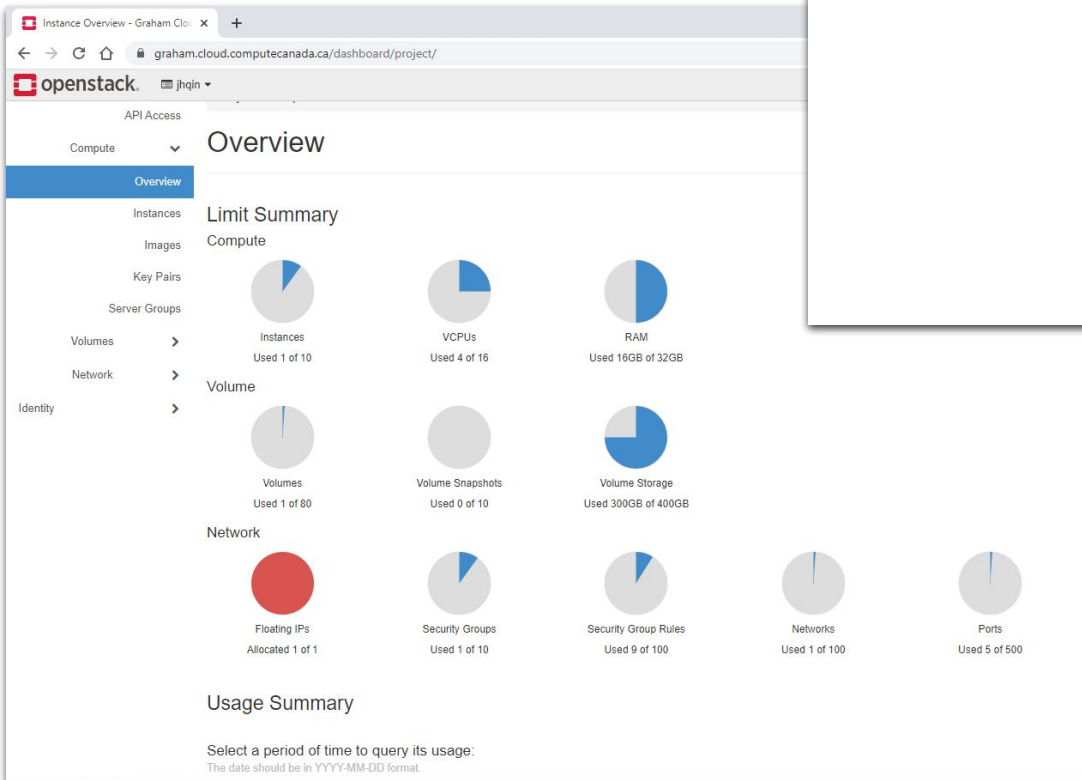 Instance Overview - Graham Clou
graham.cloud.computecanada.ca/dashboard/project/
openstack. jhqin
API Access
Compute
Overview
Instances
Images
Key Pairs
Server Groups
Volumes
Network
Identity
Overview
Limit Summary
Compute
Instances
Used 1 of 10
VCPUs
Used 4 of 16
RAM
Used 16GB of 32GB
Volume
Volumes
Used 1 of 80
Volume Snapshots
Used 0 of 10
Volume Storage
Used 300GB of 400GB
Network
Floating IPs
Allocated 1 of 1
Security Groups
Used 1 of 10
Security Group Rules
Used 9 of 100
Networks
Used 1 of 100
Ports
Used 5 of 500
Usage Summary
Select a period of time to query its usage:
The date should be in YYYY-MM-DD format.